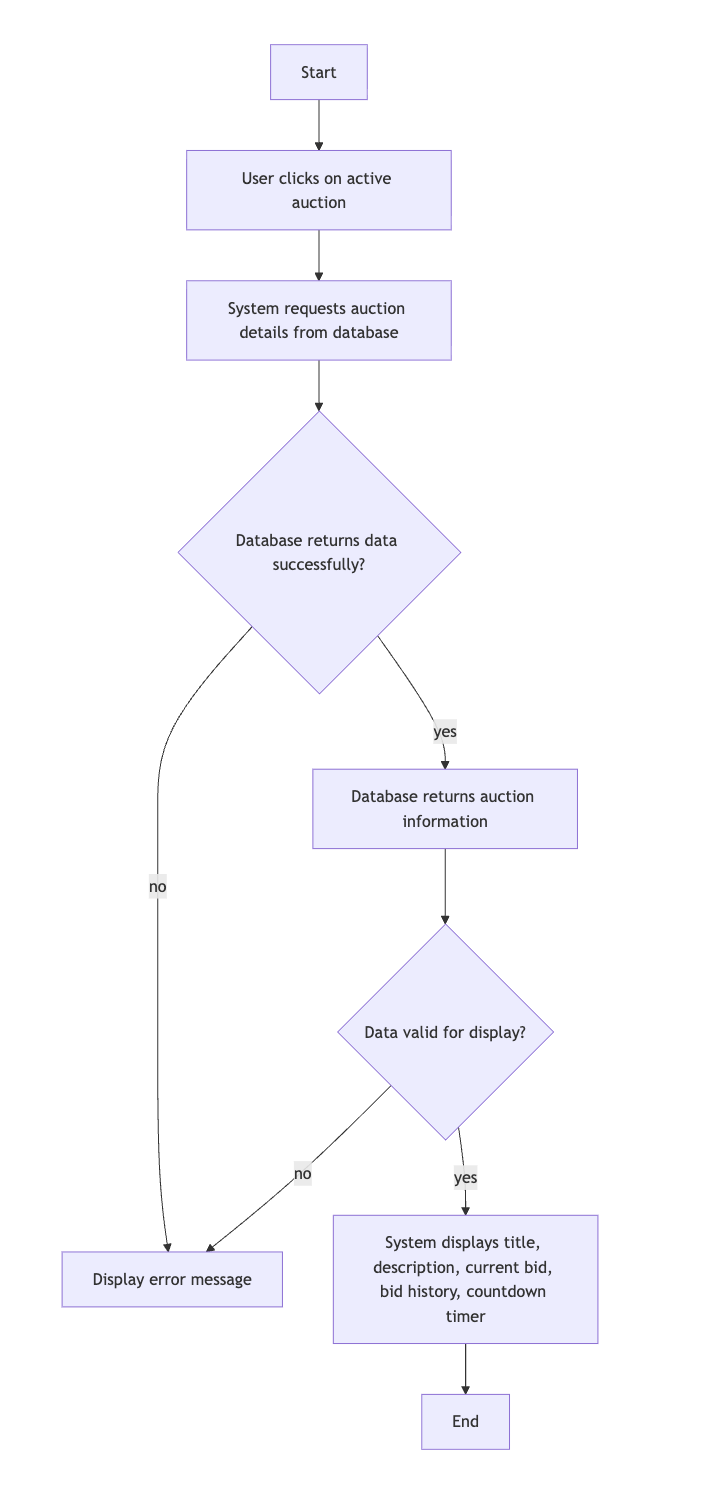 Start
User clicks on active
auction
System requests auction
details from database
Database returns data
successfully?
yes
Database returns auction
information
no
Data valid for display?
no
yes
System displays title,
description, current bid,
bid history, countdown
timer
Display error message
End